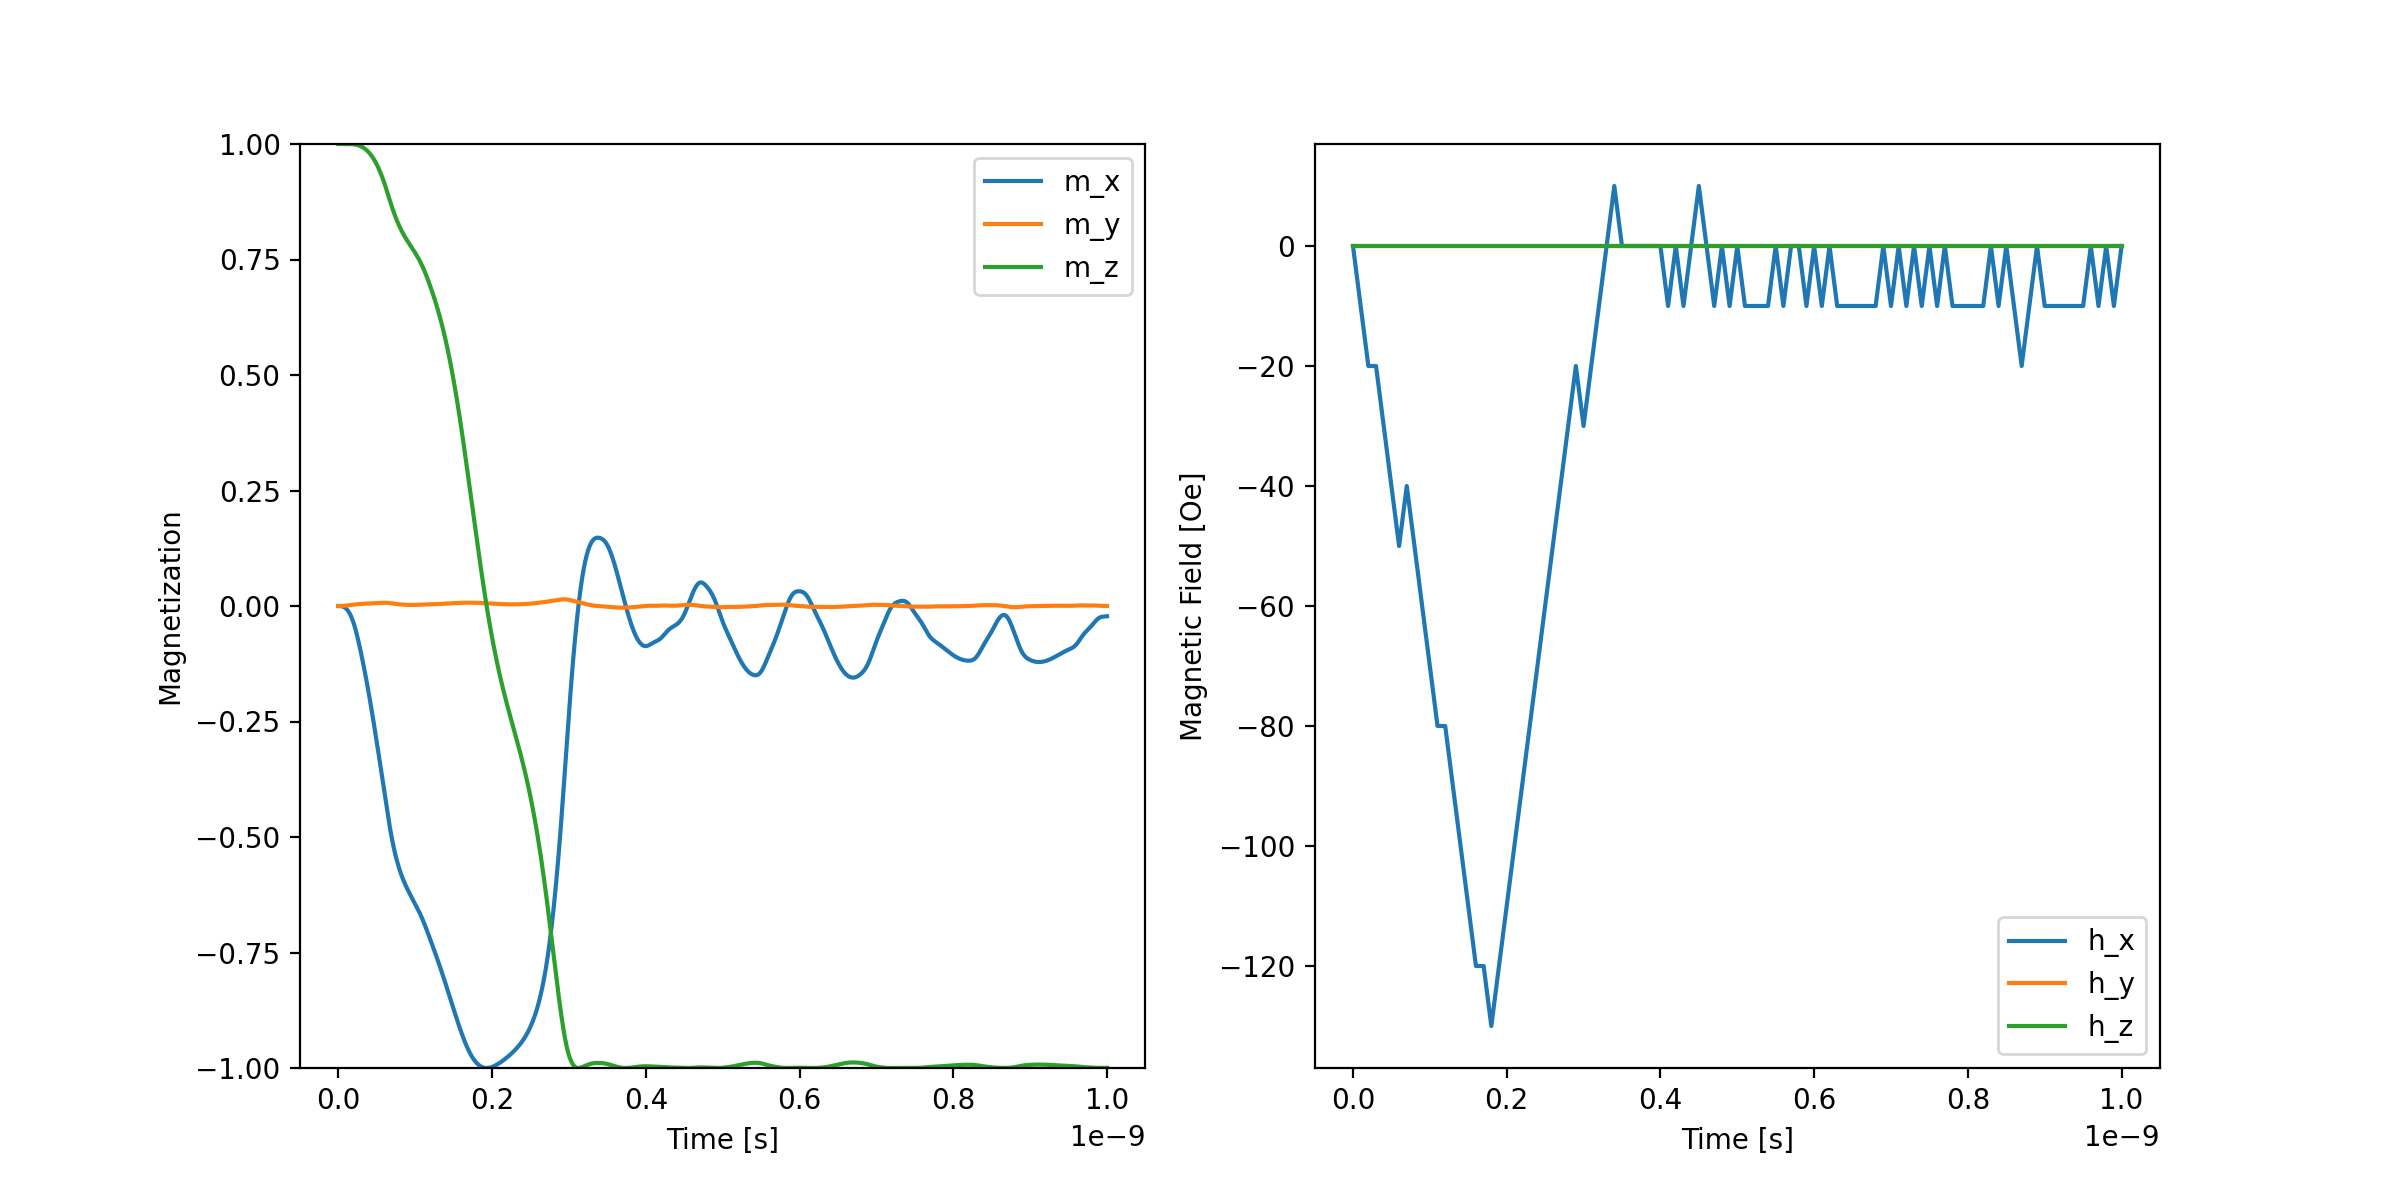 Magnetization
1.00
0.75
0.50
0.25
0.00
−0.25
−0.50
−0.75
−1.00
0.0 0.2 0.4 0.6 0.8 1.0
1e−9
Time [s]
m_x
m_y
m_z
Magnetic Field [Oe]
0
−20
−40
−60
−80
−100
−120
0.0 0.2 0.4 0.6 0.8 1.0
1e−9
Time [s]
h_x
h_y
h_z